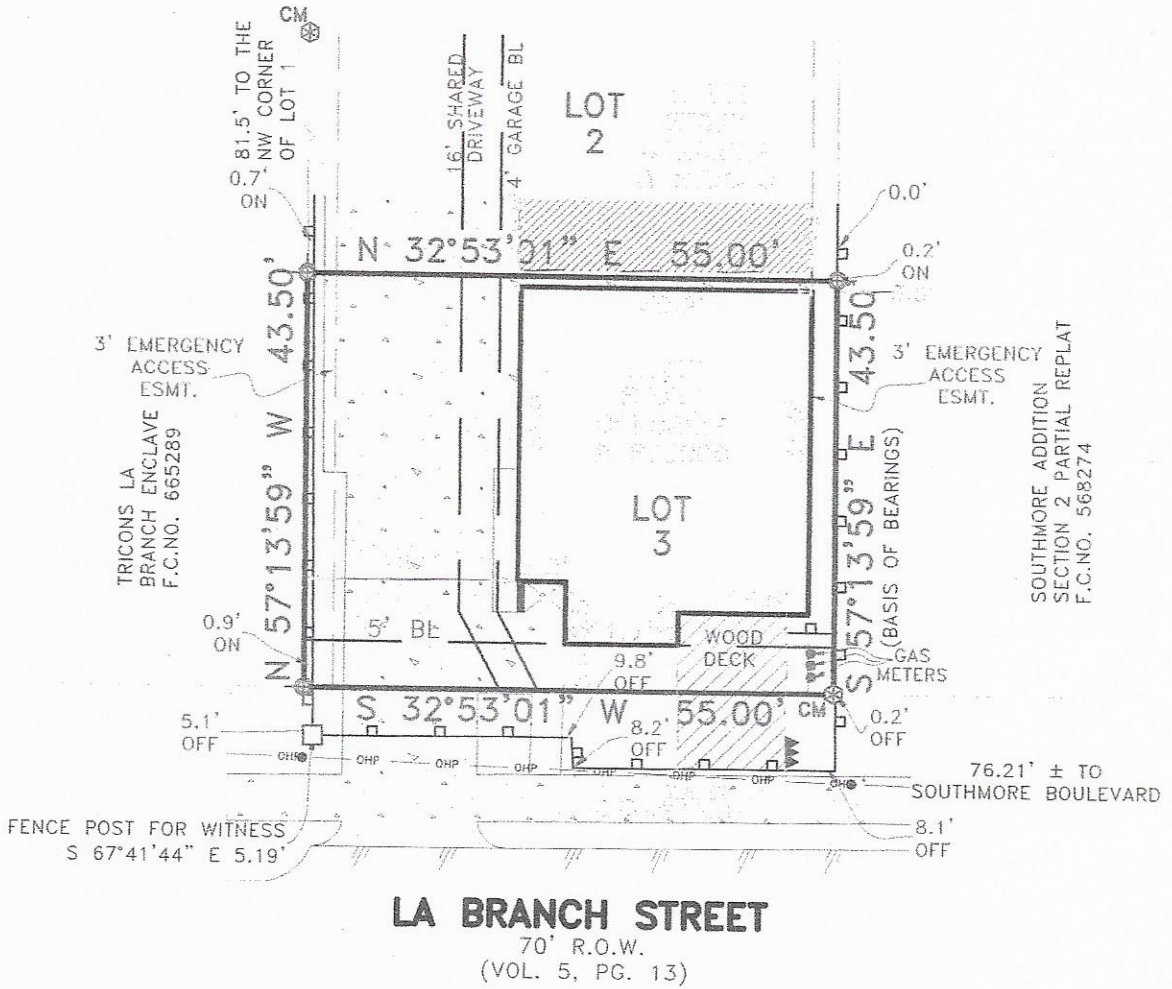 CM
81.5' TO THE
NW CORNER
OF LOT 1
16' SHARED
DRIVEWAY
4' GARAGE BL
LOT
2
0.7'
ON
0.0'
0.2'
ON
N 32°53'01" E 55.00'
N 57°13'59" W 43.50'
S 57°13'59" E 43.50'
(BASIS OF BEARINGS)
3' EMERGENCY
ACCESS
ESMT.
3' EMERGENCY
ACCESS
ESMT.
TRICONS LA
BRANCH ENCLAVE
F.C.NO. 665289
SOUTHMORE ADDITION
SECTION 2 PARTIAL REPLAT
F.C.NO. 568274
LOT
3
0.9'
ON
5' BL
WOOD
DECK
9.8'
OFF
GAS
METERS
S 32°53'01" W 55.00'
CM
0.2'
OFF
5.1'
OFF
8.2'
OFF
OHP OHP OHP OHP OHP OHP OHP
76.21' ± TO
SOUTHMORE BOULEVARD
FENCE POST FOR WITNESS
S 67°41'44" E 5.19'
8.1'
OFF
LA BRANCH STREET
70' R.O.W.
(VOL. 5, PG. 13)